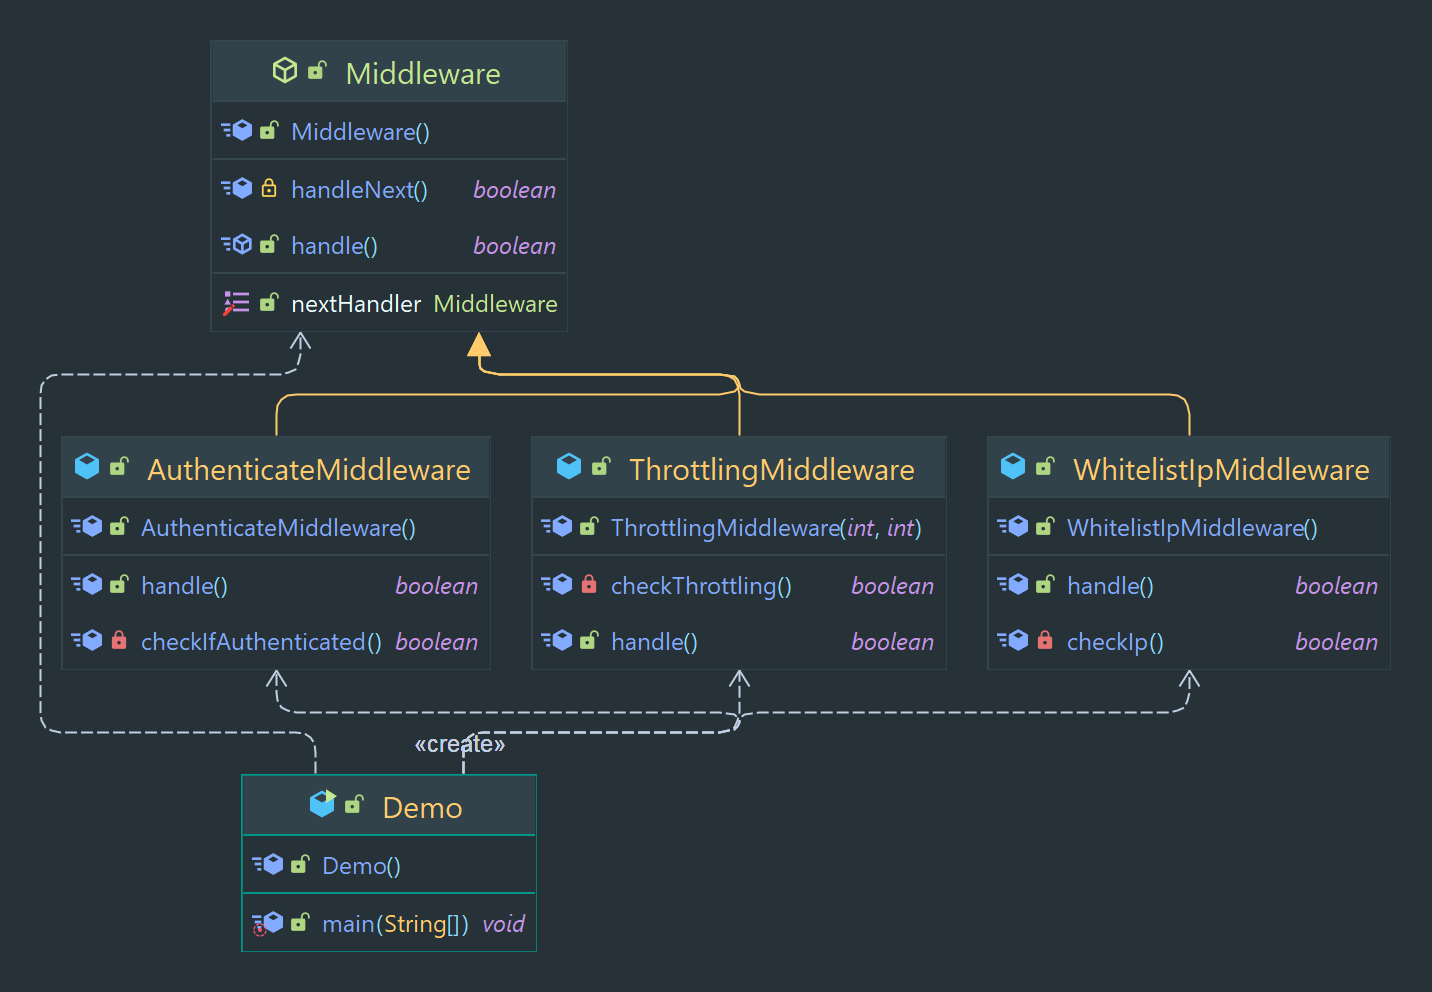 Middleware
Middleware()
handleNext() boolean
handle() boolean
nextHandler Middleware
AuthenticateMiddleware
AuthenticateMiddleware()
handle() boolean
checkIfAuthenticated() boolean
ThrottlingMiddleware
ThrottlingMiddleware(int, int)
checkThrottling() boolean
handle() boolean
WhitelistIpMiddleware
WhitelistIpMiddleware()
handle() boolean
checkIp() boolean
«create»
Demo
Demo()
main(String[]) void